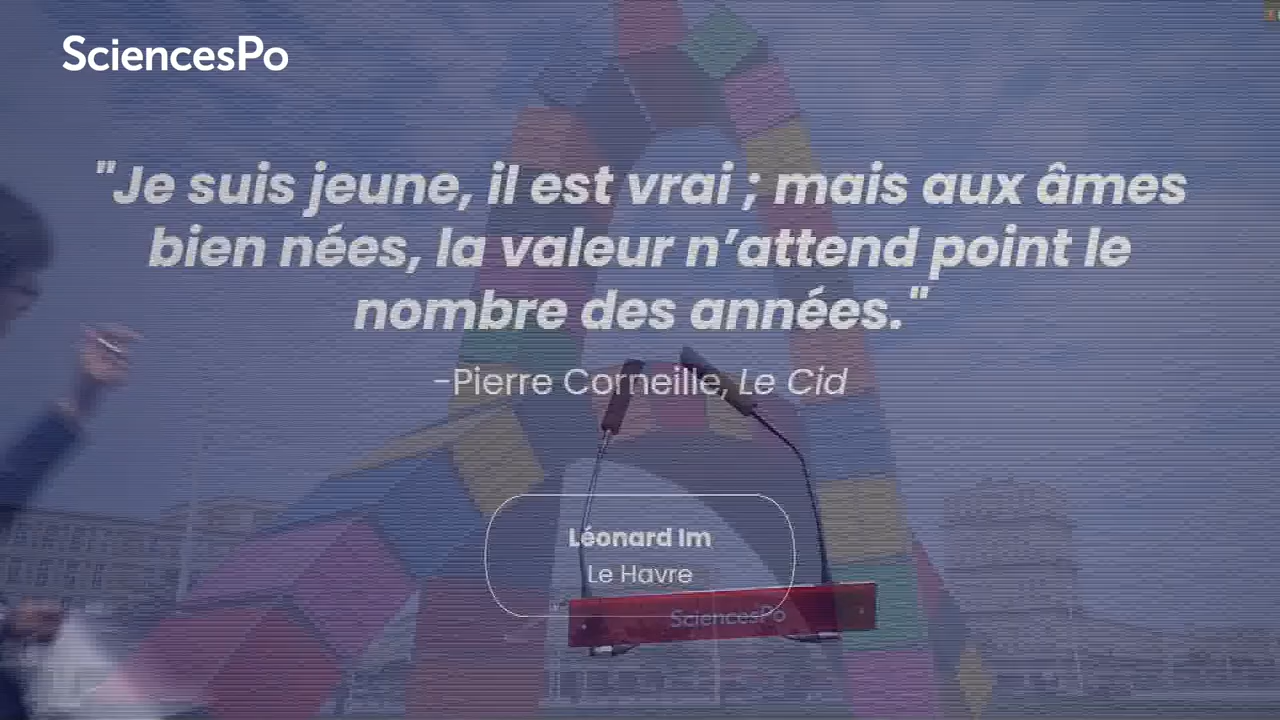 SciencesPo
"Je suis jeune, il est vrai ; mais aux âmes
bien nées, la valeur n’attend point le
nombre des années."
-Pierre Corneille, Le Cid
Léonard Im
Le Havre
SciencesPo